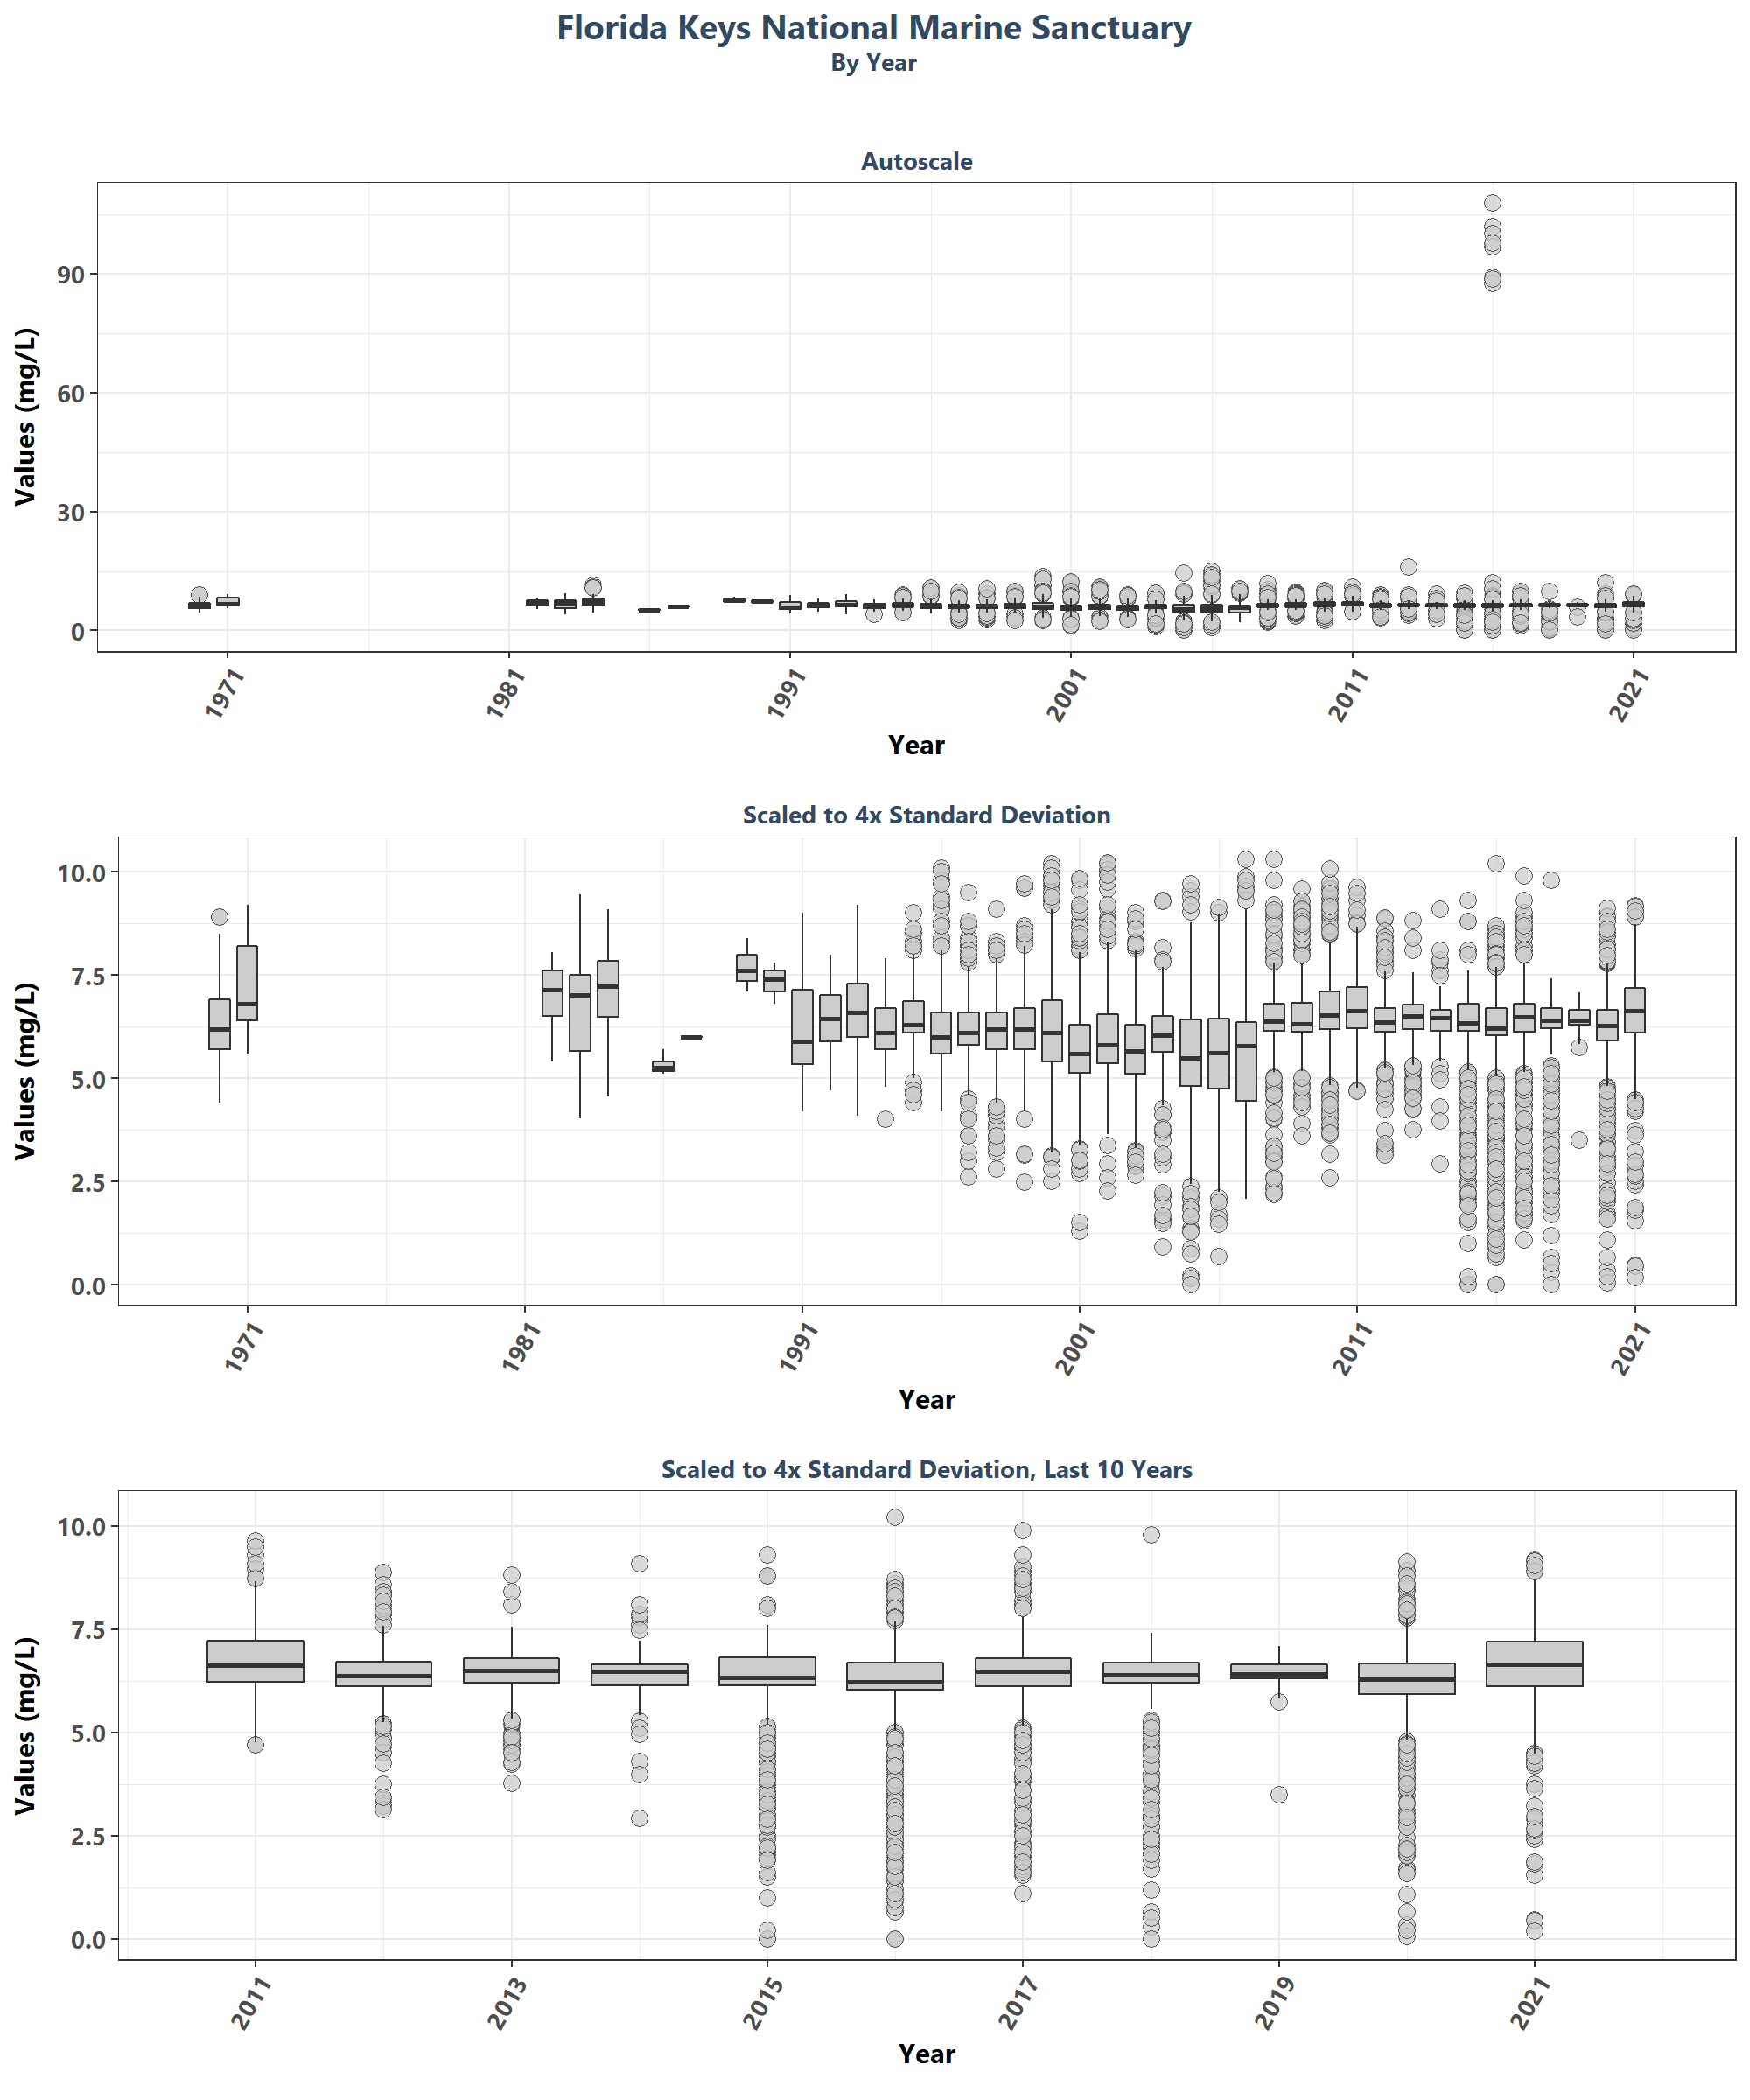 Florida Keys National Marine Sanctuary
By Year
Autoscale
Values (mg/L)
90
60
30
0
1971
1981
1991
2001
2011
2021
Year
Scaled to 4x Standard Deviation
Values (mg/L)
10.0
7.5
5.0
2.5
0.0
1971
1981
1991
2001
2011
2021
Year
Scaled to 4x Standard Deviation, Last 10 Years
Values (mg/L)
10.0
7.5
5.0
2.5
0.0
2011
2013
2015
2017
2019
2021
Year